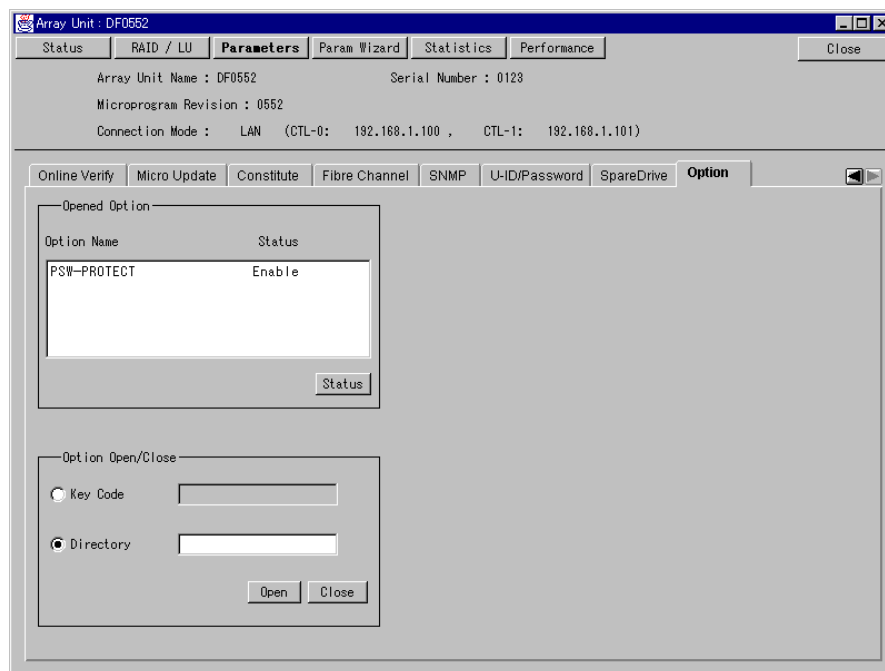 Array Unit : DF0552
Status RAID / LU Parameters Param Wizard Statistics Performance Close
Array Unit Name : DF0552 Serial Number : 0123
Microprogram Revision : 0552
Connection Mode : LAN (CTL-0: 192.168.1.100 , CTL-1: 192.168.1.101)
Online Verify Micro Update Constitute Fibre Channel SNMP U-ID/Password SpareDrive Option
Opened Option
Option Name Status
PSW-PROTECT Enable
Status
Option Open/Close
Key Code
Directory
Open Close